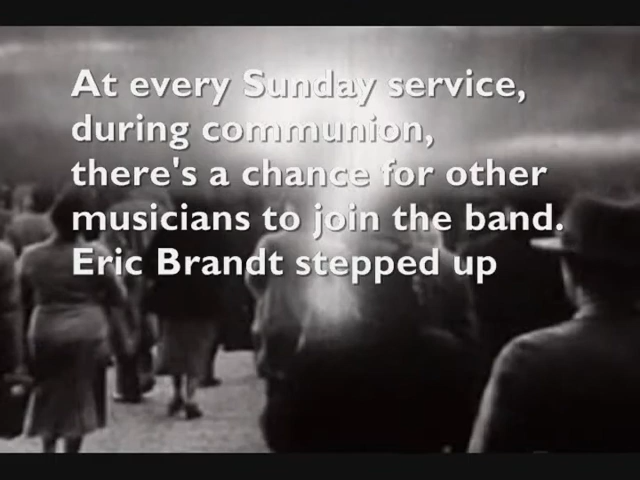 At every Sunday service,
during communion,
there's a chance for other
musicians to join the band.
Eric Brandt stepped up